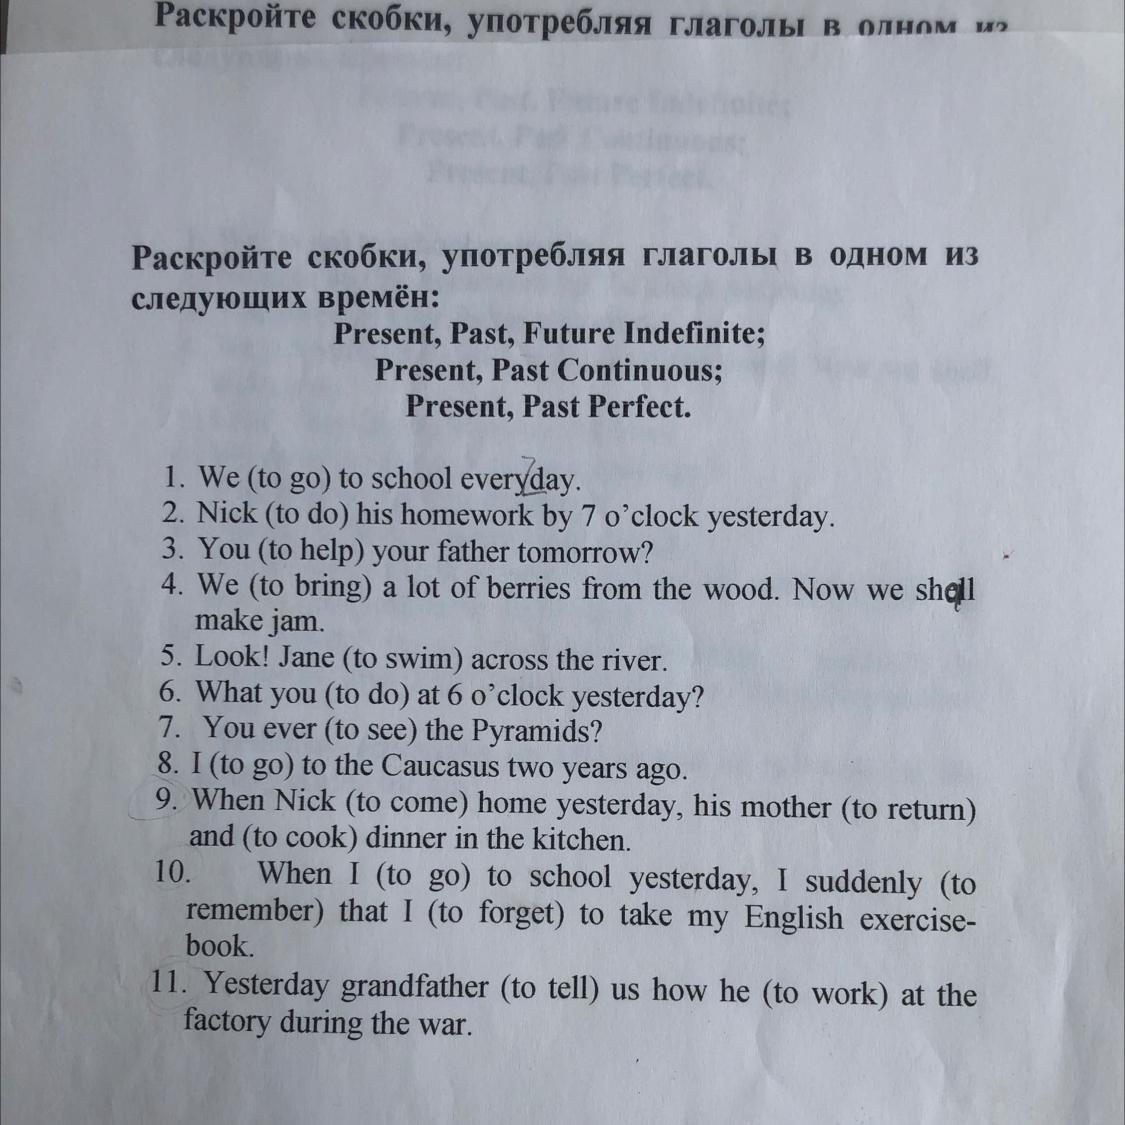 Раскройте скобки, употребляя глаголы в одном из
Раскройте скобки, употребляя глаголы в одном из
следующих времён:
Present, Past, Future Indefinite;
Present, Past Continuous;
Present, Past Perfect.
1. We (to go) to school everyday.
2. Nick (to do) his homework by 7 o’clock yesterday.
3. You (to help) your father tomorrow?
4. We (to bring) a lot of berries from the wood. Now we shall
make jam.
5. Look! Jane (to swim) across the river.
6. What you (to do) at 6 o’clock yesterday?
7. You ever (to see) the Pyramids?
8. I (to go) to the Caucasus two years ago.
9. When Nick (to come) home yesterday, his mother (to return)
and (to cook) dinner in the kitchen.
10. When I (to go) to school yesterday, I suddenly (to
remember) that I (to forget) to take my English exercise-
book.
11. Yesterday grandfather (to tell) us how he (to work) at the
factory during the war.